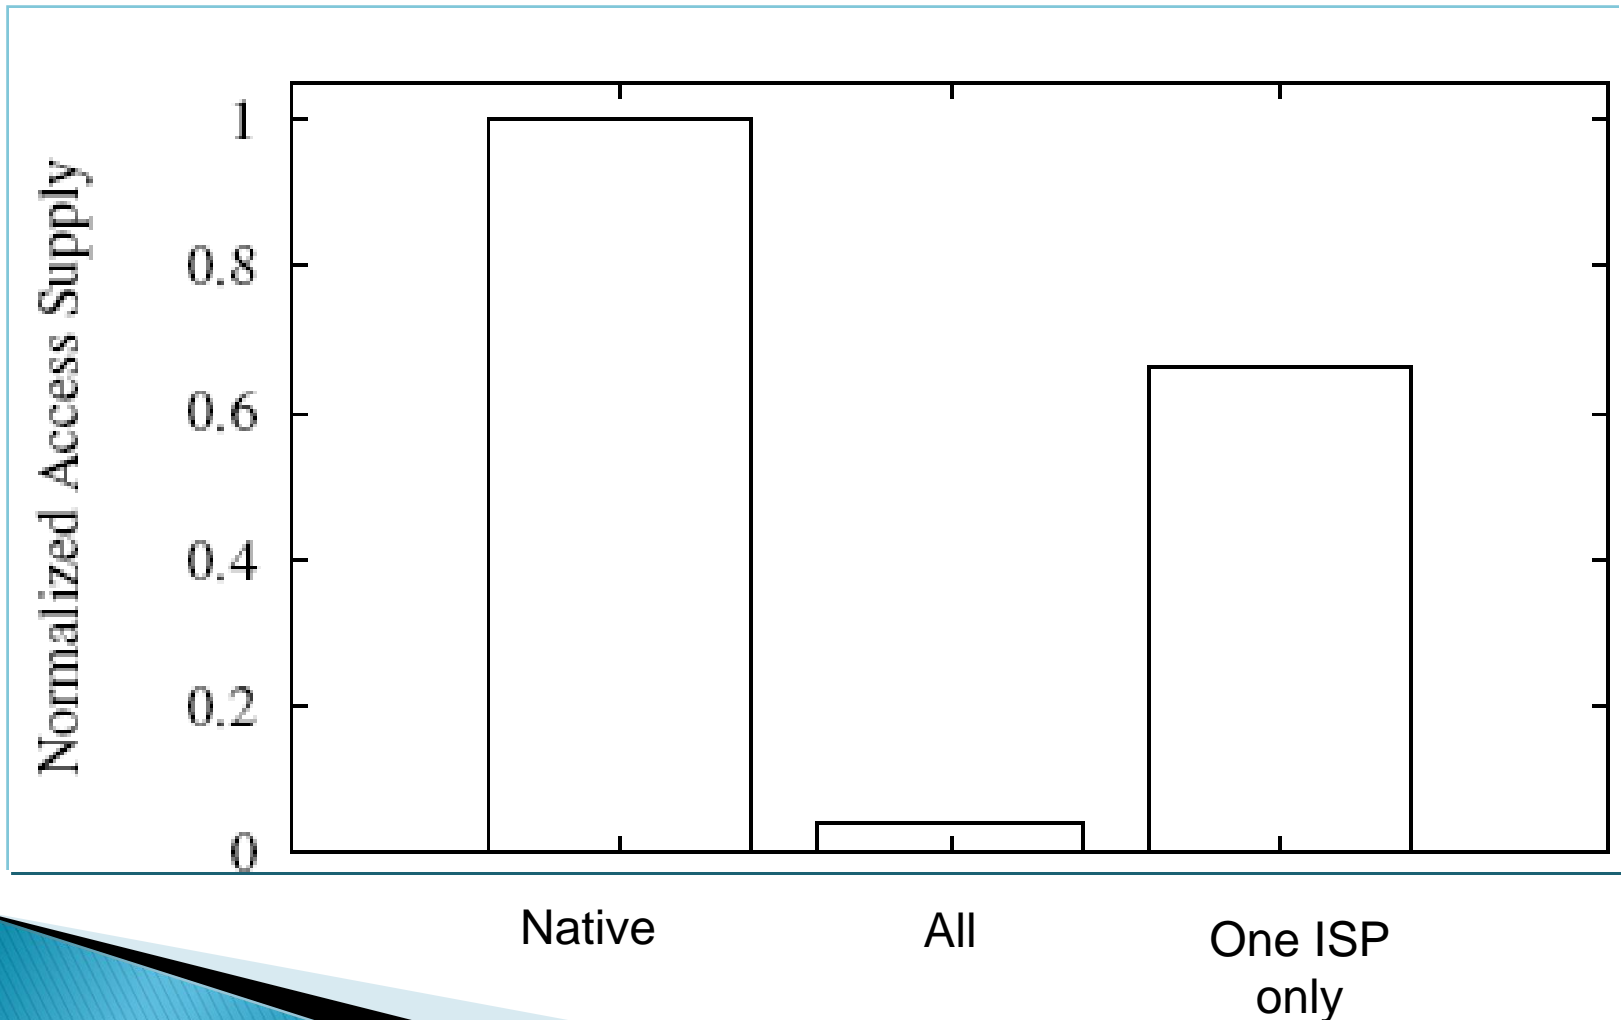 Normalized Access Supply
1
0.8
0.6
0.4
0.2
0
Native
All
One ISP
only